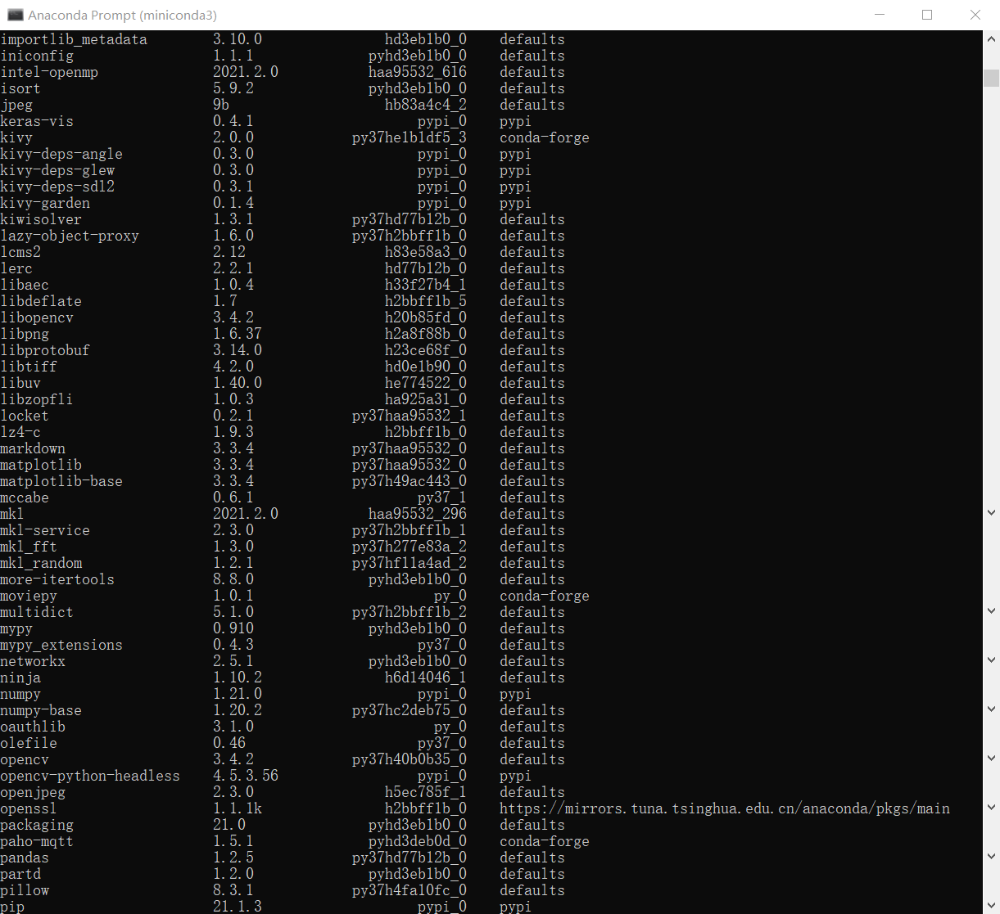 Anaconda Prompt (miniconda3)
importlib_metadata 3.10.0 hd3eb1b0_0 defaults
iniconfig 1.1.1 pyhd3eb1b0_0 defaults
intel-openmp 2021.2.0 haa95532_616 defaults
isort 5.9.2 pyhd3eb1b0_0 defaults
jpeg 9b hb83a4c4_2 defaults
keras-vis 0.4.1 pypi_0 pypi
kivy 2.0.0 py37he1b1df5_3 conda-forge
kivy-deps-angle 0.3.0 pypi_0 pypi
kivy-deps-glew 0.3.0 pypi_0 pypi
kivy-deps-sdl2 0.3.1 pypi_0 pypi
kivy-garden 0.1.4 pypi_0 pypi
kiwisolver 1.3.1 py37hd77b12b_0 defaults
lazy-object-proxy 1.6.0 py37h2bbff1b_0 defaults
lcms2 2.12 h83e58a3_0 defaults
lerc 2.2.1 hd77b12b_0 defaults
libaec 1.0.4 h33f27b4_1 defaults
libdeflate 1.7 h2bbff1b_5 defaults
libopencv 3.4.2 h20b85fd_0 defaults
libpng 1.6.37 h2a8f88b_0 defaults
libprotobuf 3.14.0 h23ce68f_0 defaults
libtiff 4.2.0 hd0e1b90_0 defaults
libuv 1.40.0 he774522_0 defaults
libzopfli 1.0.3 ha925a31_0 defaults
locket 0.2.1 py37haa95532_1 defaults
lz4-c 1.9.3 h2bbff1b_0 defaults
markdown 3.3.4 py37haa95532_0 defaults
matplotlib 3.3.4 py37haa95532_0 defaults
matplotlib-base 3.3.4 py37h49ac443_0 defaults
mccabe 0.6.1 py37_1 defaults
mkl 2021.2.0 haa95532_296 defaults
mkl-service 2.3.0 py37h2bbff1b_1 defaults
mkl_fft 1.3.0 py37h277e83a_2 defaults
mkl_random 1.2.1 py37hf11a4ad_2 defaults
more-itertools 8.8.0 pyhd3eb1b0_0 defaults
moviepy 1.0.1 py_0 conda-forge
multidict 5.1.0 py37h2bbff1b_2 defaults
mypy 0.910 pyhd3eb1b0_0 defaults
mypy_extensions 0.4.3 py37_0 defaults
networkx 2.5.1 pyhd3eb1b0_0 defaults
ninja 1.10.2 h6d14046_1 defaults
numpy 1.21.0 pypi_0 pypi
numpy-base 1.20.2 py37hc2deb75_0 defaults
oauthlib 3.1.0 py_0 defaults
olefile 0.46 py37_0 defaults
opencv 3.4.2 py37h40b0b35_0 defaults
opencv-python-headless 4.5.3.56 pypi_0 pypi
openjpeg 2.3.0 h5ec785f_1 defaults
openssl 1.1.1k h2bbff1b_0 https://mirrors.tuna.tsinghua.edu.cn/anaconda/pkgs/main
packaging 21.0 pyhd3eb1b0_0 defaults
paho-mqtt 1.5.1 pyhd3deb0d_0 conda-forge
pandas 1.2.5 py37hd77b12b_0 defaults
partd 1.2.0 pyhd3eb1b0_0 defaults
pillow 8.3.1 py37h4fa10fc_0 defaults
pip 21.1.3 pypi_0 pypi